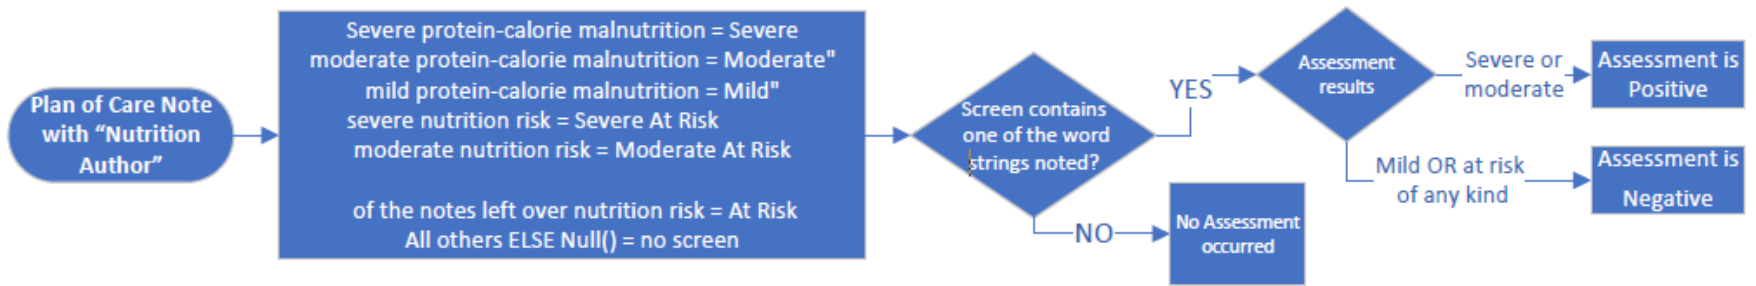 Plan of Care Note
with “Nutrition
Author”
Severe protein-calorie malnutrition = Severe
moderate protein-calorie malnutrition = Moderate"
mild protein-calorie malnutrition = Mild"
severe nutrition risk = Severe At Risk
moderate nutrition risk = Moderate At Risk
of the notes left over nutrition risk = At Risk
All others ELSE Null() = no screen
Screen contains
one of the word
strings noted?
YES
NO
No Assessment
occurred
Assessment
results
Severe or
moderate
Assessment is
Positive
Mild OR at risk
of any kind
Assessment is
Negative